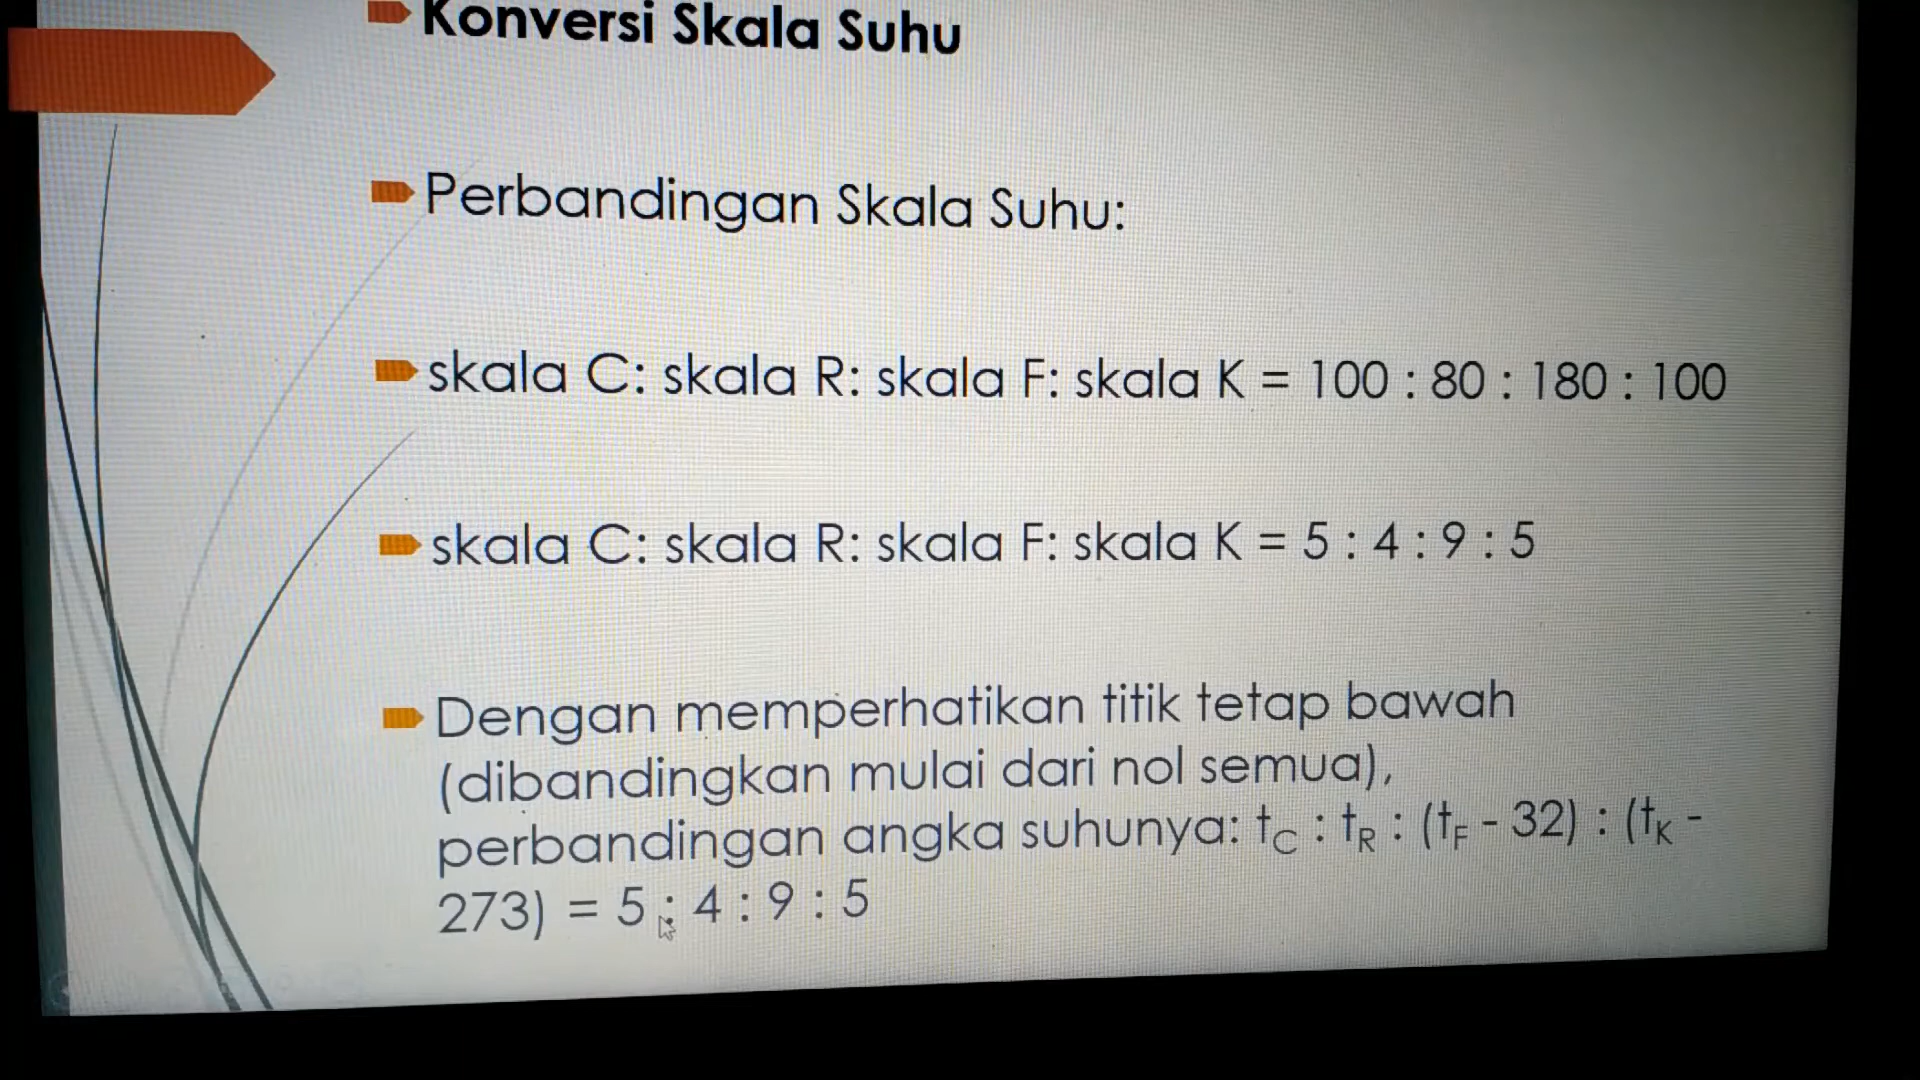 Konversi Skala Suhu
Perbandingan Skala Suhu:
skala C: skala R: skala F: skala K = 100 : 80 : 180 : 100
skala C: skala R: skala F: skala K = 5 : 4 : 9 : 5
Dengan memperhatikan titik tetap bawah
(dibandingkan mulai dari nol semua),
perbandingan angka suhunya: tC : tR : (tF - 32) : (tK -
273) = 5 : 4 : 9 : 5